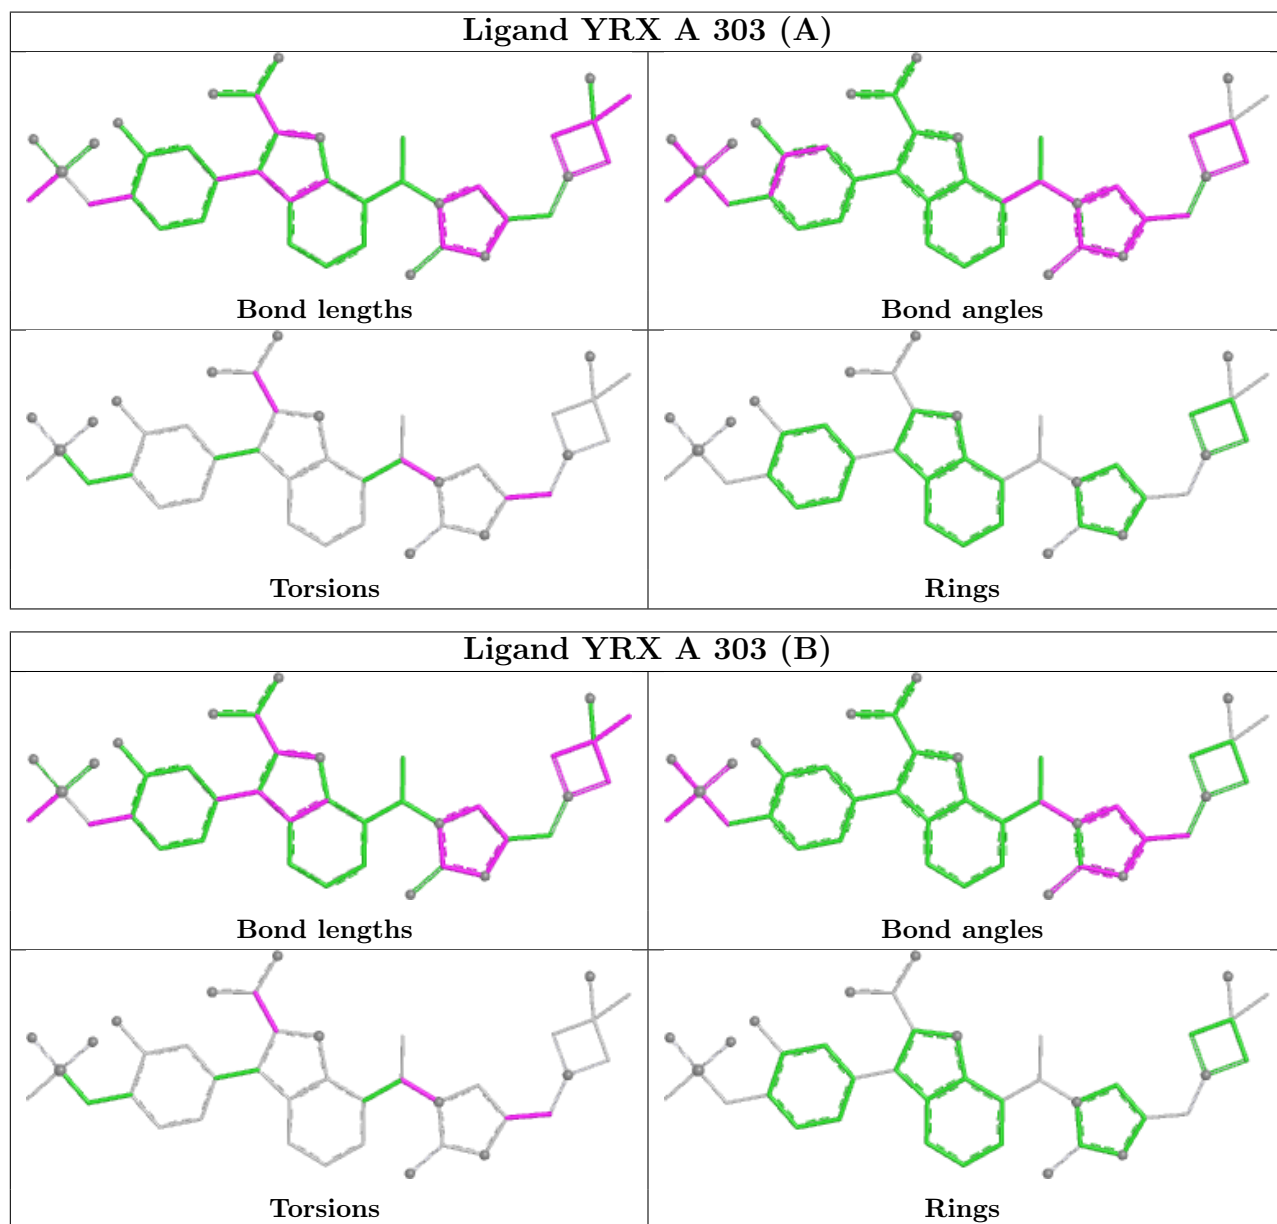 Ligand YRX A 303 (A)
Bond lengths
Bond angles
Torsions
Rings
Ligand YRX A 303 (B)
Bond lengths
Bond angles
Torsions
Rings